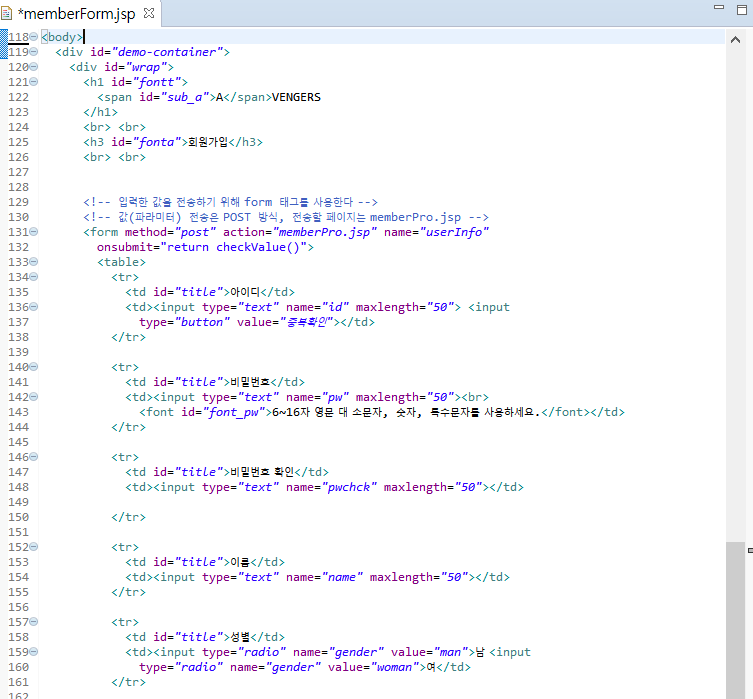 *memberForm.jsp
118 <body>
119 <div id="demo-container">
120 <div id="wrap">
121 <h1 id="fontt">
122 <span id="sub_a">A</span>VENGERS
123 </h1>
124 <br> <br>
125 <h3 id="fonta">회원가입</h3>
126 <br> <br>
127
128
129 <!-- 입력한 값을 전송하기 위해 form 태그를 사용한다 -->
130 <!-- 값(파라미터) 전송은 POST 방식, 전송할 페이지는 memberPro.jsp -->
131 <form method="post" action="memberPro.jsp" name="userInfo"
132 onsubmit="return checkValue()">
133 <table>
134 <tr>
135 <td id="title">아이디</td>
136 <td><input type="text" name="id" maxlength="50"> <input
137 type="button" value="중복확인"></td>
138 </tr>
139
140 <tr>
141 <td id="title">비밀번호</td>
142 <td><input type="text" name="pw" maxlength="50"><br>
143 <font id="font_pw">6~16자 영문 대 소문자, 숫자, 특수문자를 사용하세요.</font></td>
144 </tr>
145
146 <tr>
147 <td id="title">비밀번호 확인</td>
148 <td><input type="text" name="pwchck" maxlength="50"></td>
149
150 </tr>
151
152 <tr>
153 <td id="title">이름</td>
154 <td><input type="text" name="name" maxlength="50"></td>
155 </tr>
156
157 <tr>
158 <td id="title">성별</td>
159 <td><input type="radio" name="gender" value="man">남 <input
160 type="radio" name="gender" value="woman">여</td>
161 </tr>
162